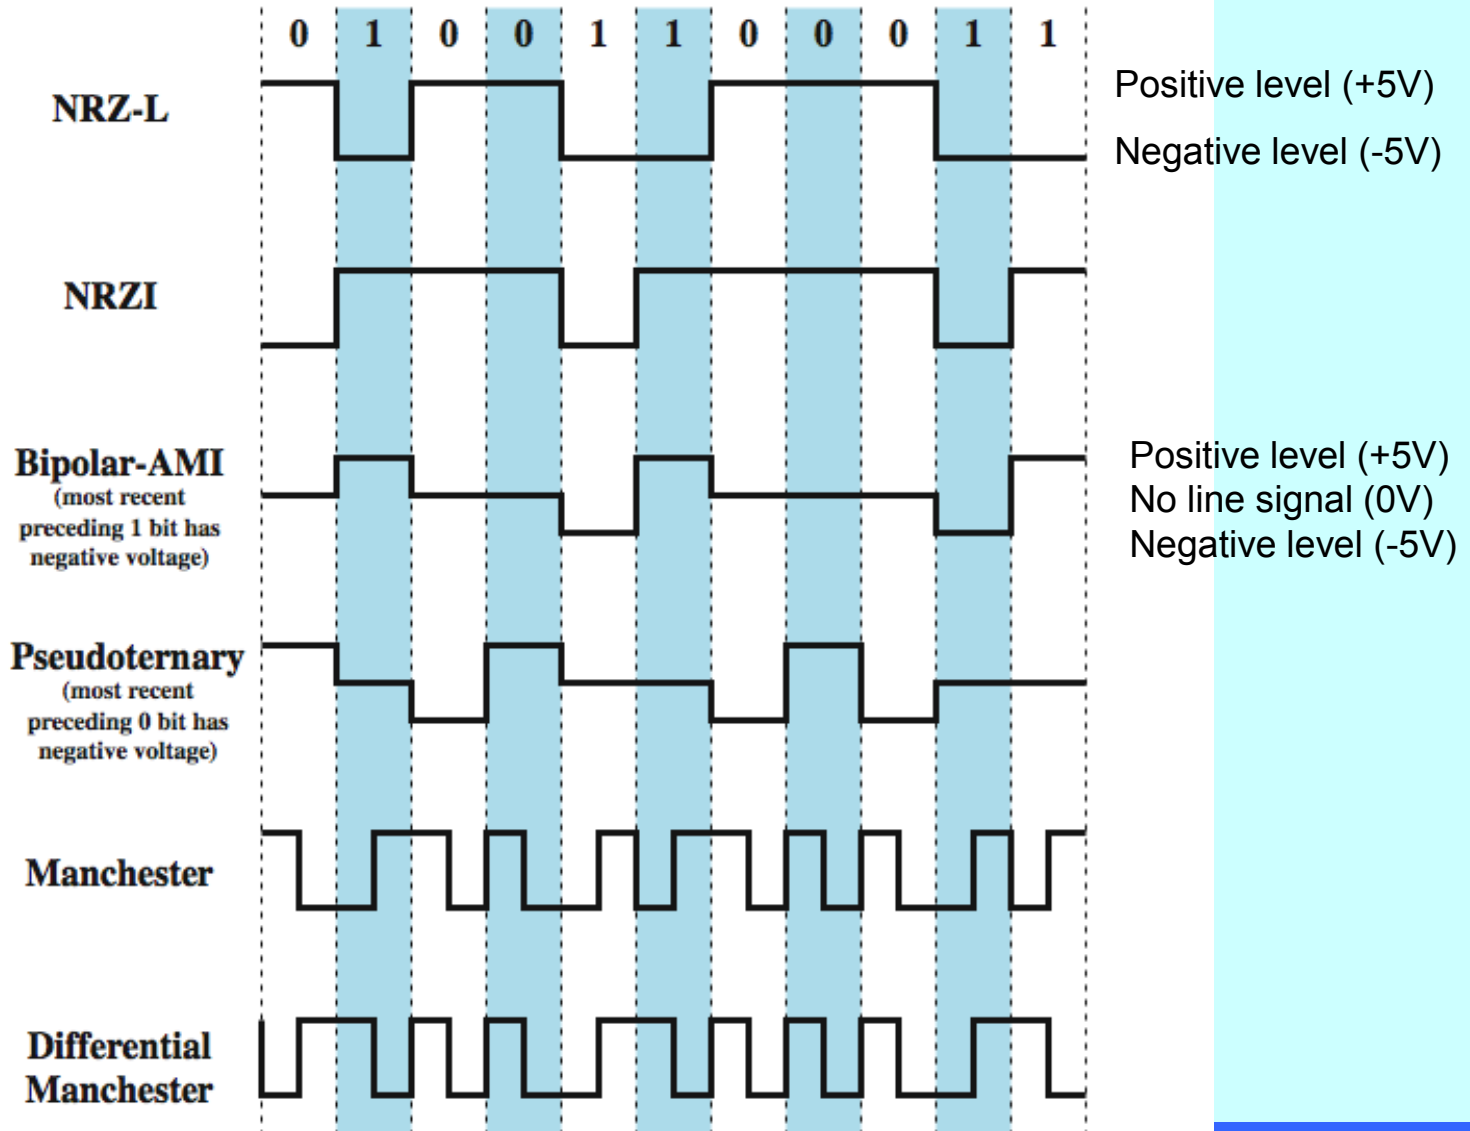 0 1 0 0 1 1 0 0 0 1 1
NRZ-L
Positive level (+5V)
Negative level (-5V)
NRZI
Bipolar-AMI
(most recent
preceding 1 bit has
negative voltage)
Positive level (+5V)
No line signal (0V)
Negative level (-5V)
Pseudoternary
(most recent
preceding 0 bit has
negative voltage)
Manchester
Differential
Manchester